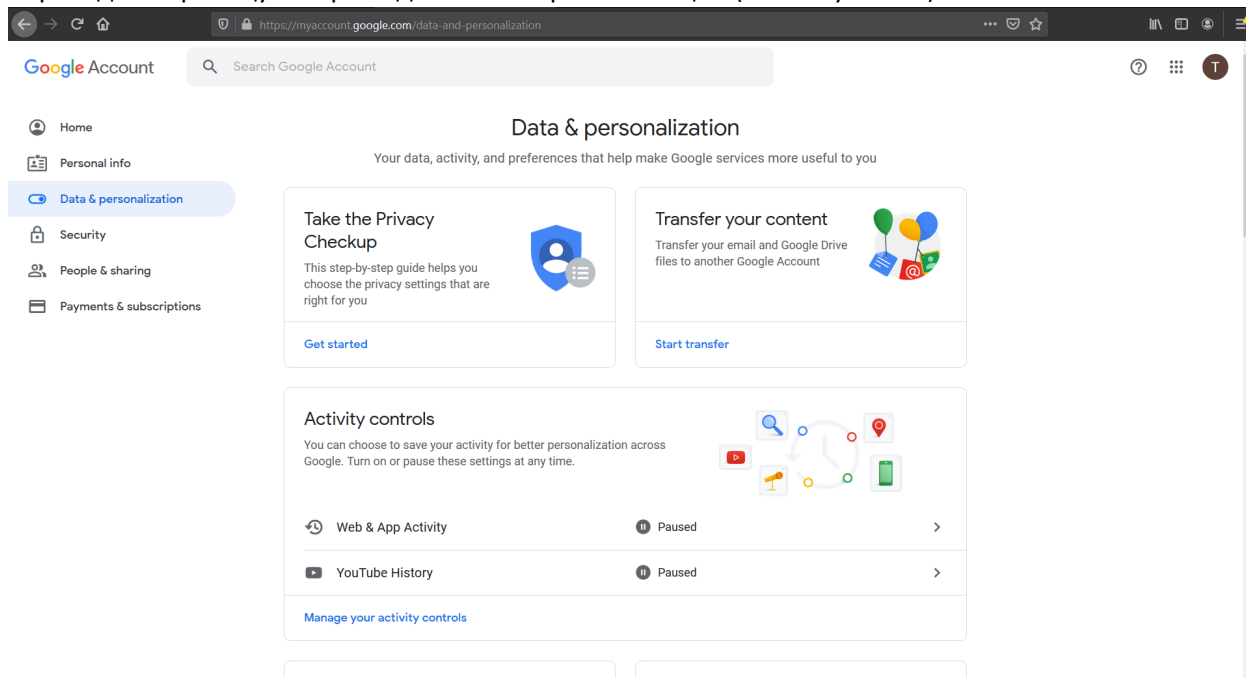 https://myaccount.google.com/data-and-personalization
Google Account
Search Google Account
T
Home
Personal info
Data & personalization
Security
People & sharing
Payments & subscriptions
Data & personalization
Your data, activity, and preferences that help make Google services more useful to you
Take the Privacy
Checkup
This step-by-step guide helps you
choose the privacy settings that are
right for you
Get started
Transfer your content
Transfer your email and Google Drive
files to another Google Account
Start transfer
Activity controls
You can choose to save your activity for better personalization across
Google. Turn on or pause these settings at any time.
Web & App Activity Paused
YouTube History Paused
Manage your activity controls